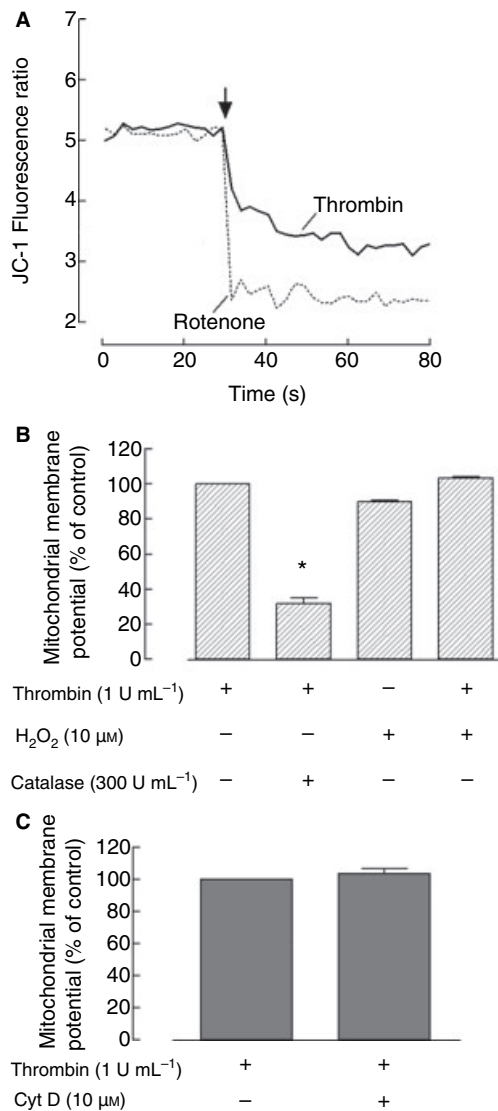 A
7
6
5
4
3
2
JC-1 Fluorescence ratio
Thrombin
Rotenone
0 20 40 60 80
Time (s)
B
120
100
80
60
40
20
0
Mitochondrial membrane
potential (% of control)
*
Thrombin (1 U mL⁻¹) + + − +
H₂O₂ (10 μM) − − + +
Catalase (300 U mL⁻¹) − + − −
C
120
100
80
60
40
20
0
Mitochondrial membrane
potential (% of control)
Thrombin (1 U mL⁻¹) + +
Cyt D (10 μM) − +